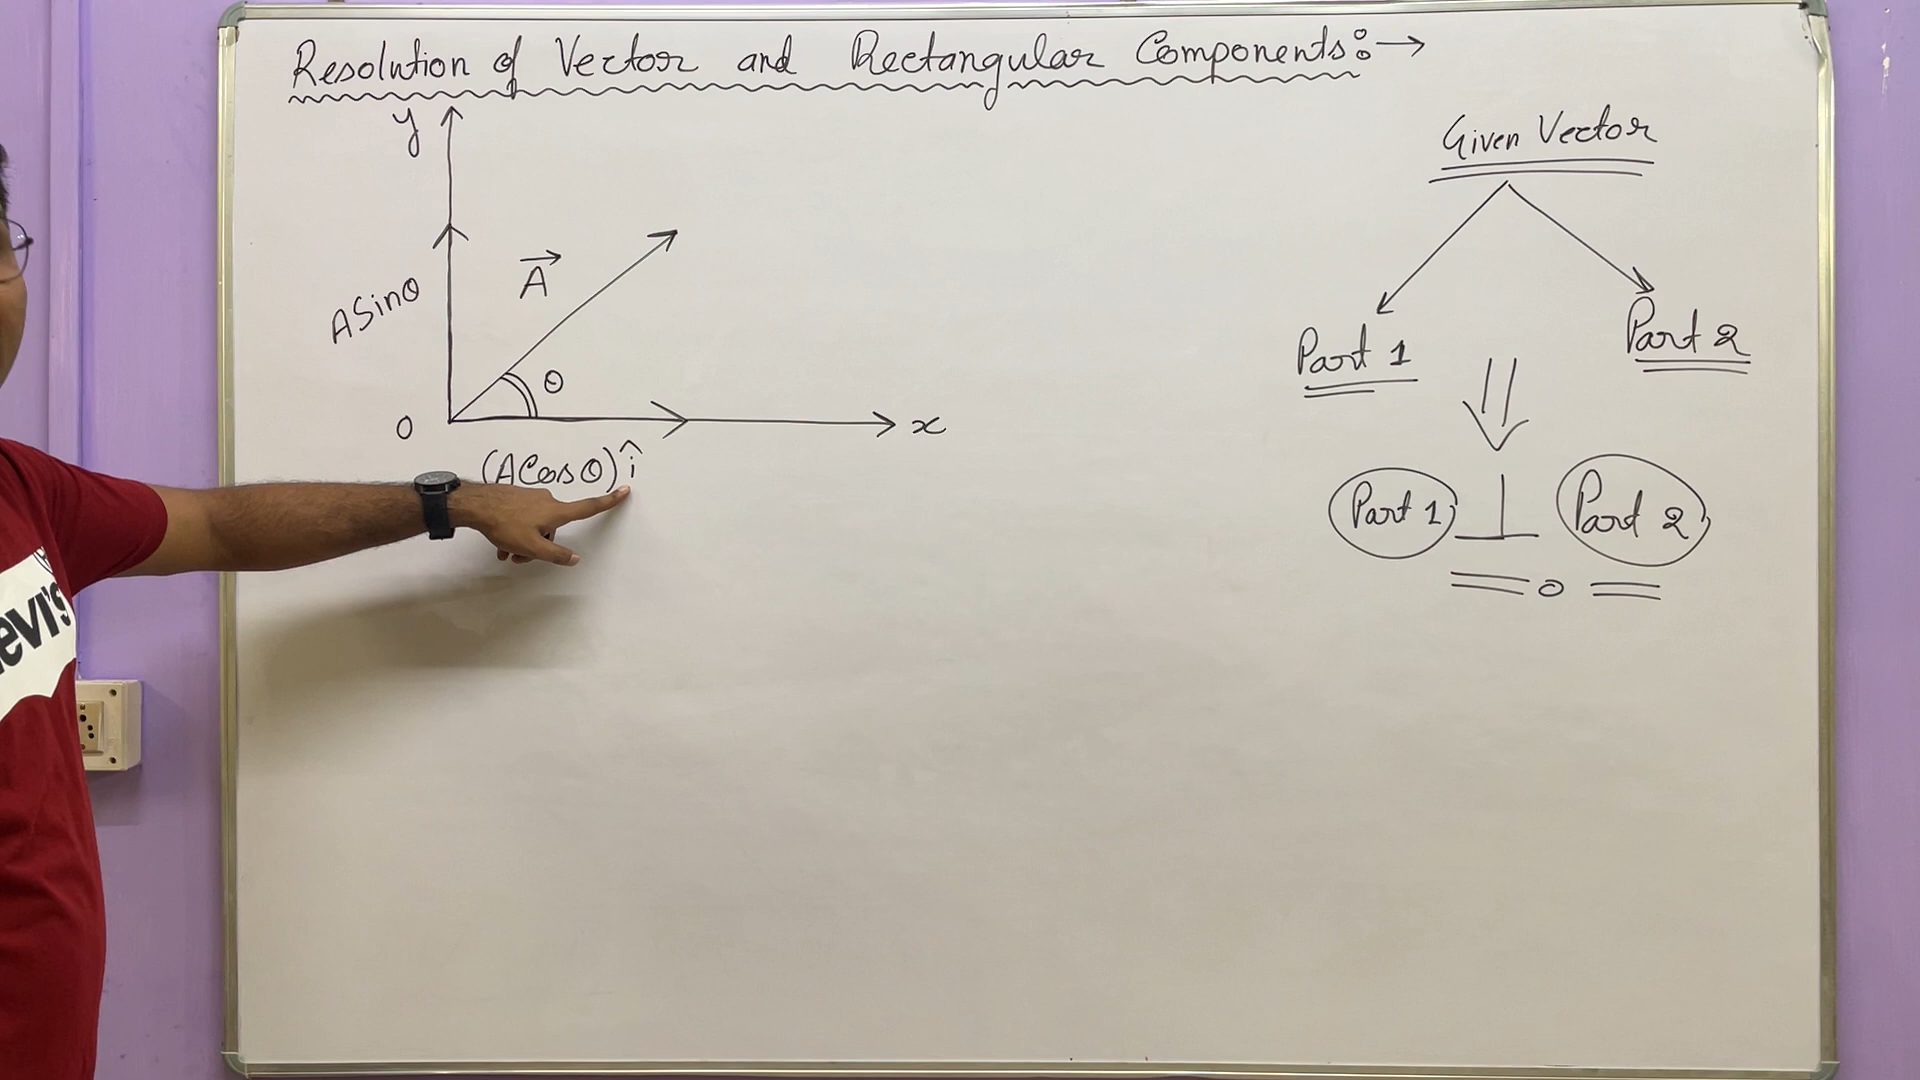 Resolution of Vector and Rectangular Components:→
y
Given Vector
A
ASinθ
Part 1
Part 2
θ
0
x
(ACosθ)î
Part 1 ⊥ Part 2
evi's